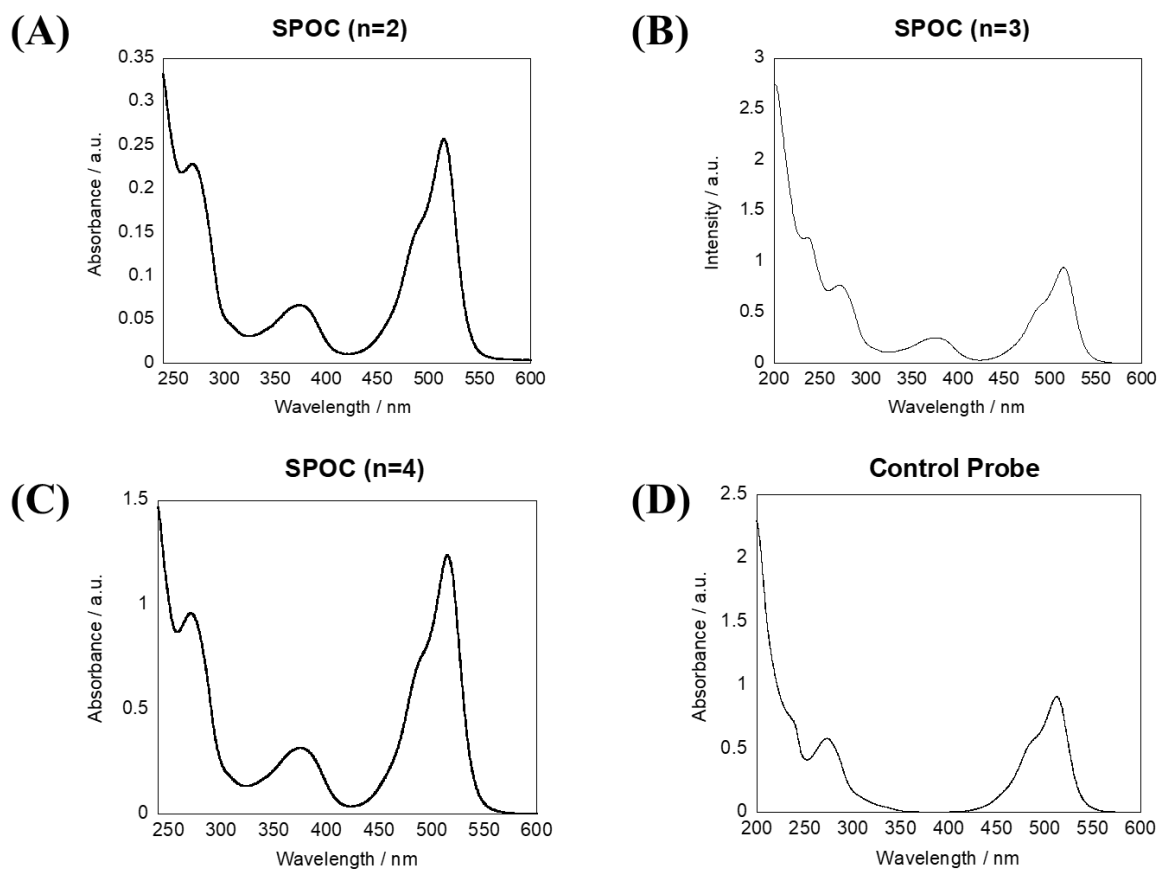 (A)
SPOC (n=2)
Absorbance / a.u.
0.35
0.3
0.25
0.2
0.15
0.1
0.05
0
250 300 350 400 450 500 550 600
Wavelength / nm
(B)
SPOC (n=3)
Intensity / a.u.
3
2.5
2
1.5
1
0.5
0
200 250 300 350 400 450 500 550 600
Wavelength / nm
(C)
SPOC (n=4)
Absorbance / a.u.
1.5
1
0.5
0
250 300 350 400 450 500 550 600
Wavelength / nm
(D)
Control Probe
Absorbance / a.u.
2.5
2
1.5
1
0.5
0
200 250 300 350 400 450 500 550 600
Wavelength / nm